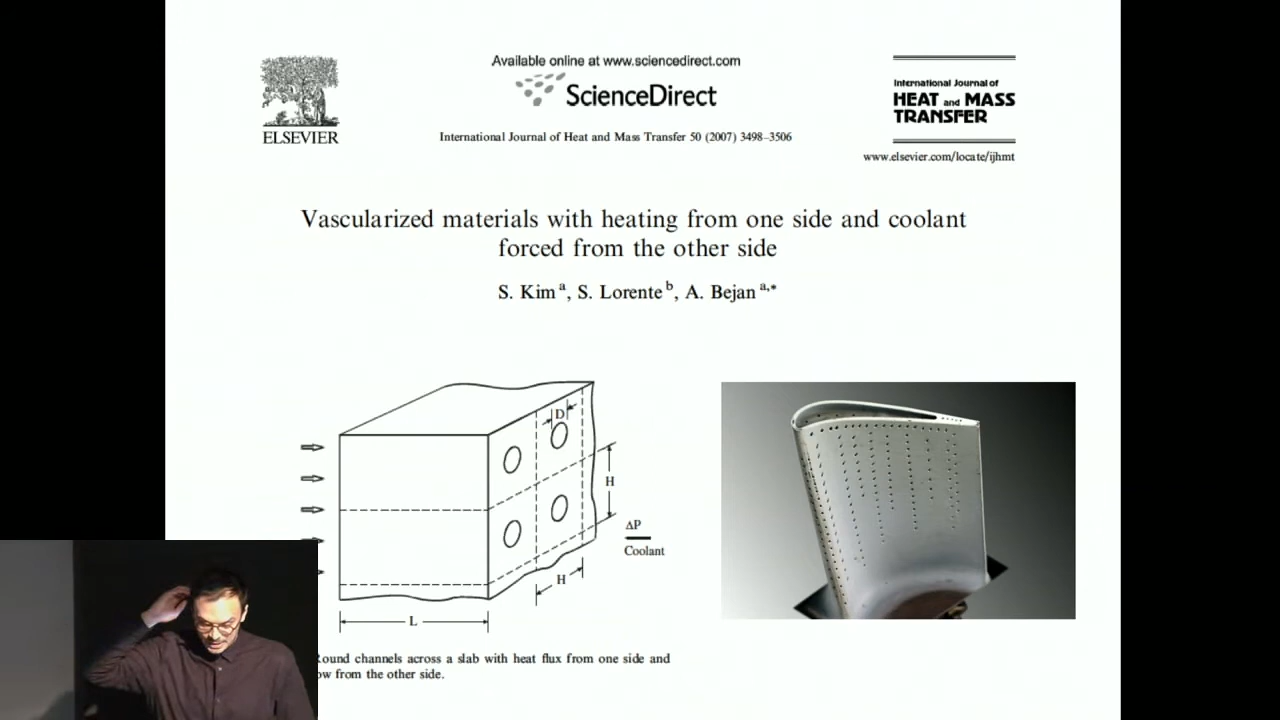 Available online at www.sciencedirect.com
ScienceDirect
ELSEVIER
International Journal of Heat and Mass Transfer 50 (2007) 3498–3506
International Journal of
HEAT and MASS
TRANSFER
www.elsevier.com/locate/ijhmt
Vascularized materials with heating from one side and coolant
forced from the other side
S. Kim a, S. Lorente b, A. Bejan a,*
D
H
ΔP
Coolant
H
L
Round channels across a slab with heat flux from one side and
from the other side.